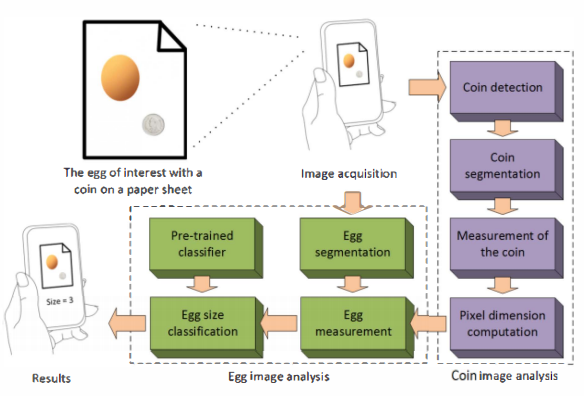 The egg of interest with a
coin on a paper sheet
Image acquisition
Coin detection
Coin
segmentation
Measurement of
the coin
Pixel dimension
computation
Coin image analysis
Pre-trained
classifier
Egg
segmentation
Egg size
classification
Egg
measurement
Egg image analysis
Size = 3
Results